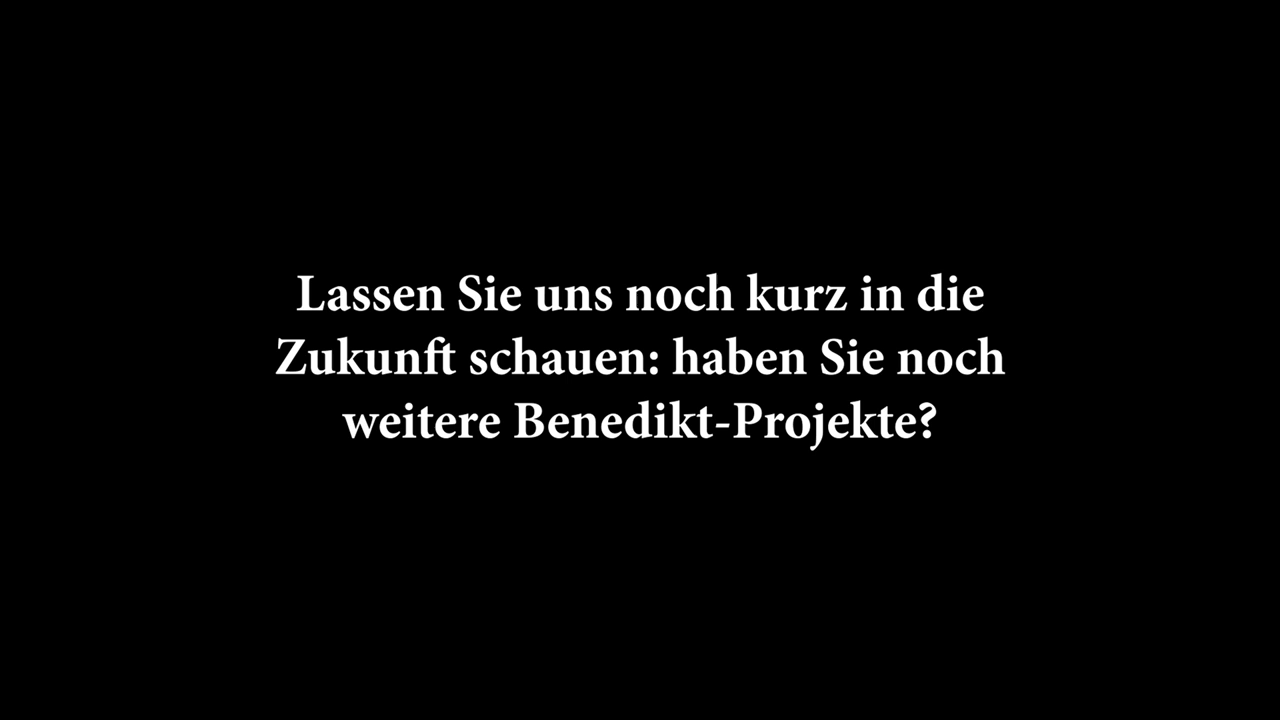 Lassen Sie uns noch kurz in die
Zukunft schauen: haben Sie noch
weitere Benedikt-Projekte?